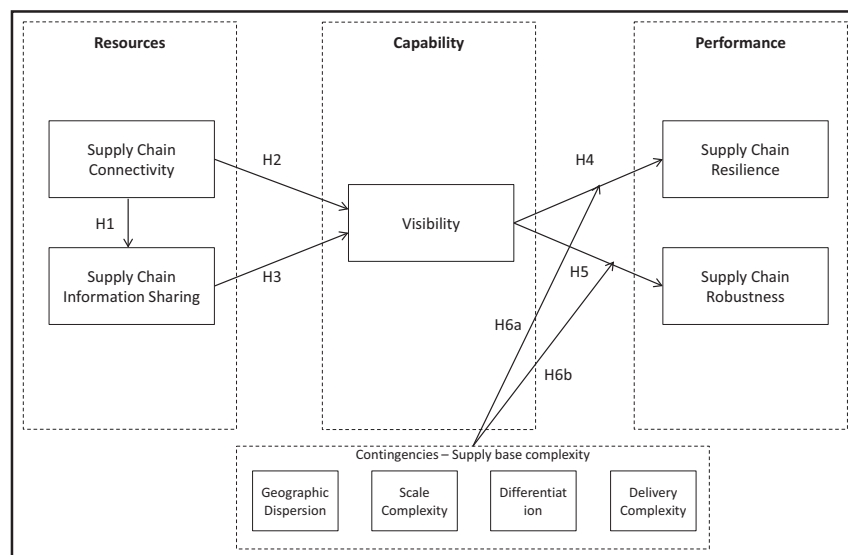 Resources
Capability
Performance
Supply Chain
Connectivity
H2
H4
Supply Chain
Resilience
H1
Visibility
Supply Chain
Information Sharing
H3
H5
Supply Chain
Robustness
H6a
H6b
Contingencies – Supply base complexity
Geographic
Dispersion
Scale
Complexity
Differentiat
ion
Delivery
Complexity